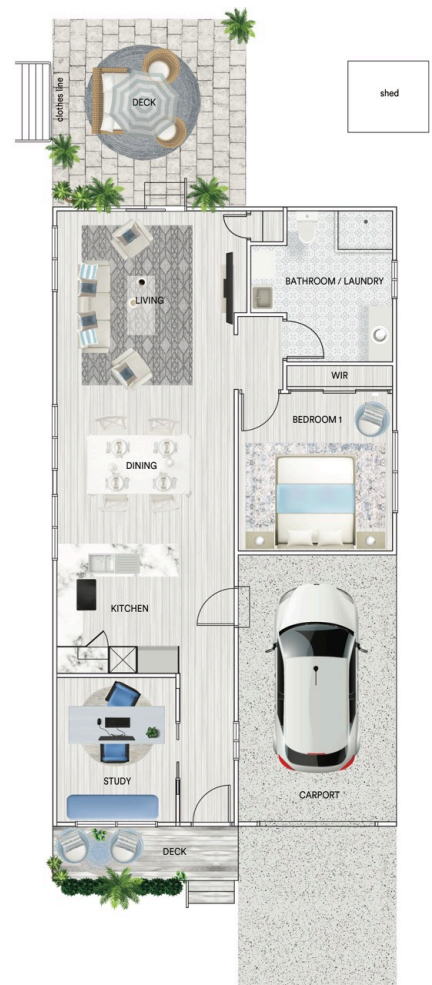 clothes line
DECK
shed
LIVING
BATHROOM / LAUNDRY
WIR
BEDROOM 1
DINING
KITCHEN
STUDY
CARPORT
DECK